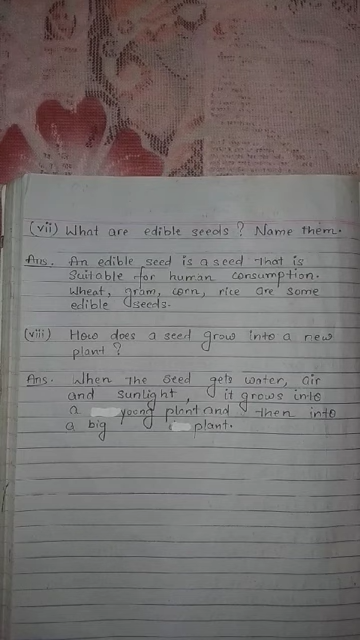 (vii) What are edible seeds? Name them.
Ans. An edible seed is a seed that is
suitable for human consumption.
Wheat, gram, corn, rice are some
edible seeds.
(viii) How does a seed grow into a new
plant?
Ans. When the seed gets water, air
and sunlight, it grows into
a young plant and then into
a big plant.